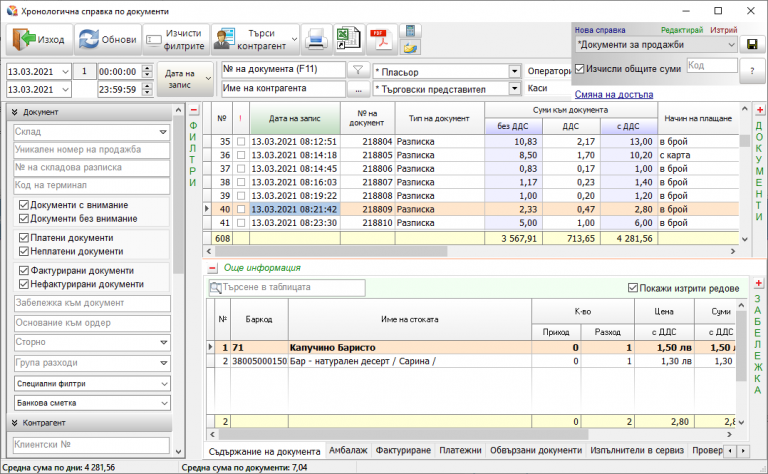 Хронологична справка по документи
Изход
Обнови
Изчисти филтрите
Търси контрагент
Нова справка Редактирай Изтрий
*Документи за продажби
Изчисли общите суми Код ?
Смяна на достъпа
13.03.2021 1 00:00:00
13.03.2021 23:59:59
Дата на запис
№ на документа (F11)
Име на контрагента ...
* Пласьор Оператори
* Търговски представител Каси
Документ
Склад
Уникален номер на продажба
№ на складова разписка
Код на терминал
Документи с внимание
Документи без внимание
Платени документи
Неплатени документи
Фактурирани документи
Нефактурирани документи
Забележка към документ
Основание към ордер
Сторно
Група разходи
Специални филтри
Банкова сметка
Контрагент
Клиентски №
ФИЛТРИ
№ ! Дата на запис № на документ Тип на документ Суми към документа Начин на плащане
без ДДС ДДС с ДДС
35 13.03.2021 08:12:51 218804 Разписка 10,83 2,17 13,00 в брой
36 13.03.2021 08:14:18 218805 Разписка 8,50 1,70 10,20 с карта
37 13.03.2021 08:14:45 218806 Разписка 0,83 0,17 1,00 в брой
38 13.03.2021 08:16:03 218807 Разписка 1,17 0,23 1,40 в брой
39 13.03.2021 08:19:22 218808 Разписка 1,00 0,20 1,20 в брой
40 13.03.2021 08:21:42 218809 Разписка 2,33 0,47 2,80 в брой
41 13.03.2021 08:23:30 218810 Разписка 5,00 1,00 6,00 в брой
608 3 567,91 713,65 4 281,56
ДОКУМЕНТИ
Още информация
Търсене в таблицата
Покажи изтрити редове
№ Баркод Име на стоката К-во Цена Суми
Приход Разход с ДДС с ДДС
1 71 Капучино Баристо 0 1 1,50 лв 1,50
2 38005000150 Бар - натурален десерт / Сарина / 0 1 1,30 лв 1,30
2 0 2 2,80 2,8
ЗАБЕЛЕЖКА
Съдържание на документа Амбалаж Фактуриране Платежни Обвързани документи Изпълнители в сервиз Провер
Средна сума по дни: 4 281,56 Средна сума по документи: 7,04